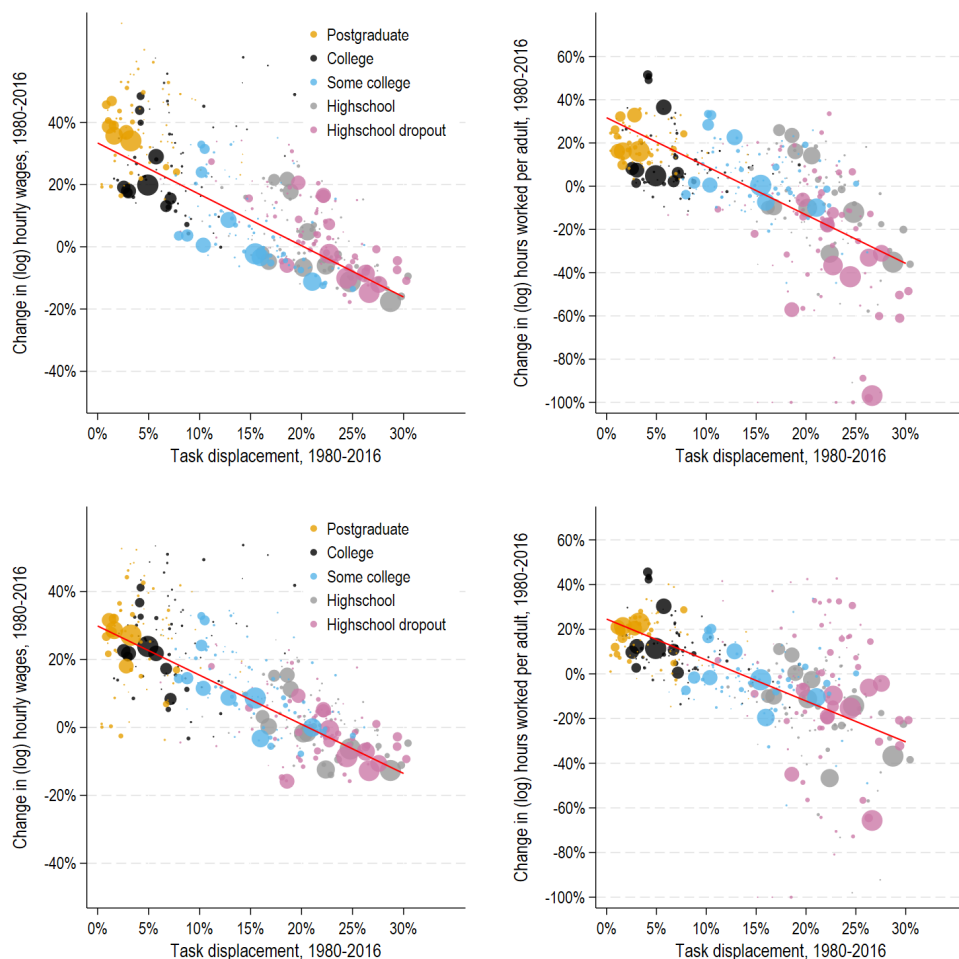 Change in (log) hourly wages, 1980-2016
40%
20%
0%
-20%
-40%
Postgraduate
College
Some college
Highschool
Highschool dropout
0% 5% 10% 15% 20% 25% 30%
Task displacement, 1980-2016
Change in (log) hours worked per adult, 1980-2016
60%
40%
20%
0%
-20%
-40%
-60%
-80%
-100%
0% 5% 10% 15% 20% 25% 30%
Task displacement, 1980-2016
Change in (log) hourly wages, 1980-2016
40%
20%
0%
-20%
-40%
Postgraduate
College
Some college
Highschool
Highschool dropout
0% 5% 10% 15% 20% 25% 30%
Task displacement, 1980-2016
Change in (log) hours worked per adult, 1980-2016
60%
40%
20%
0%
-20%
-40%
-60%
-80%
-100%
0% 5% 10% 15% 20% 25% 30%
Task displacement, 1980-2016